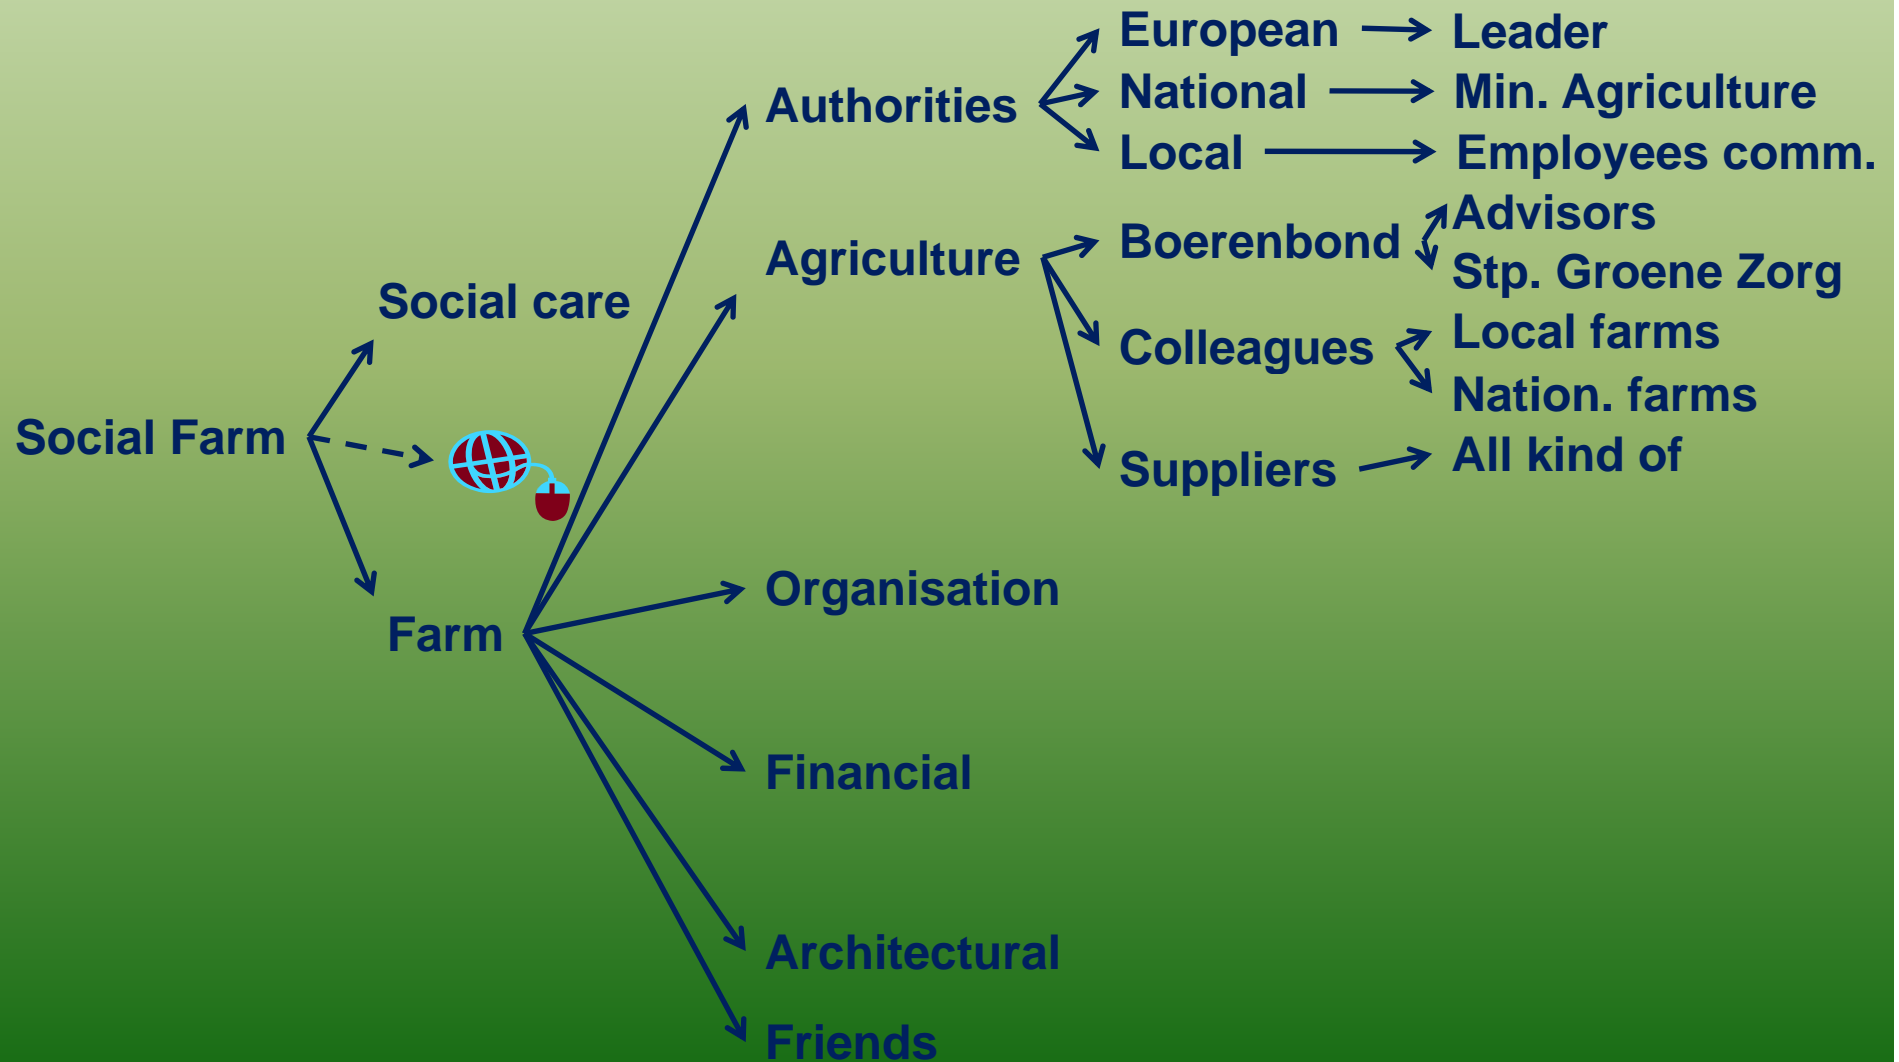 European
Leader
National
Min. Agriculture
Authorities
Local
Employees comm.
Advisors
Boerenbond
Agriculture
Stp. Groene Zorg
Social care
Local farms
Colleagues
Nation. farms
Social Farm
All kind of
Suppliers
Organisation
Farm
Financial
Architectural
Friends